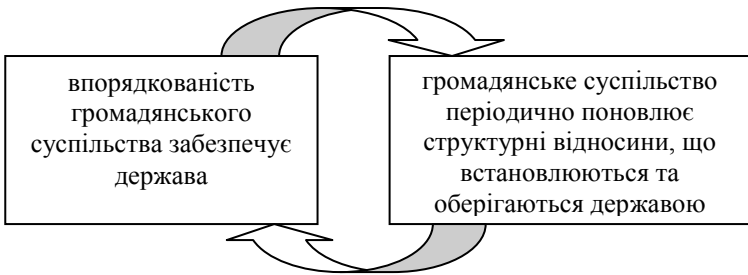 впорядкованість
громадянського
суспільства забезпечує
держава
громадянське суспільство
періодично поновлює
структурні відносини, що
встановлюються та
оберігаються державою